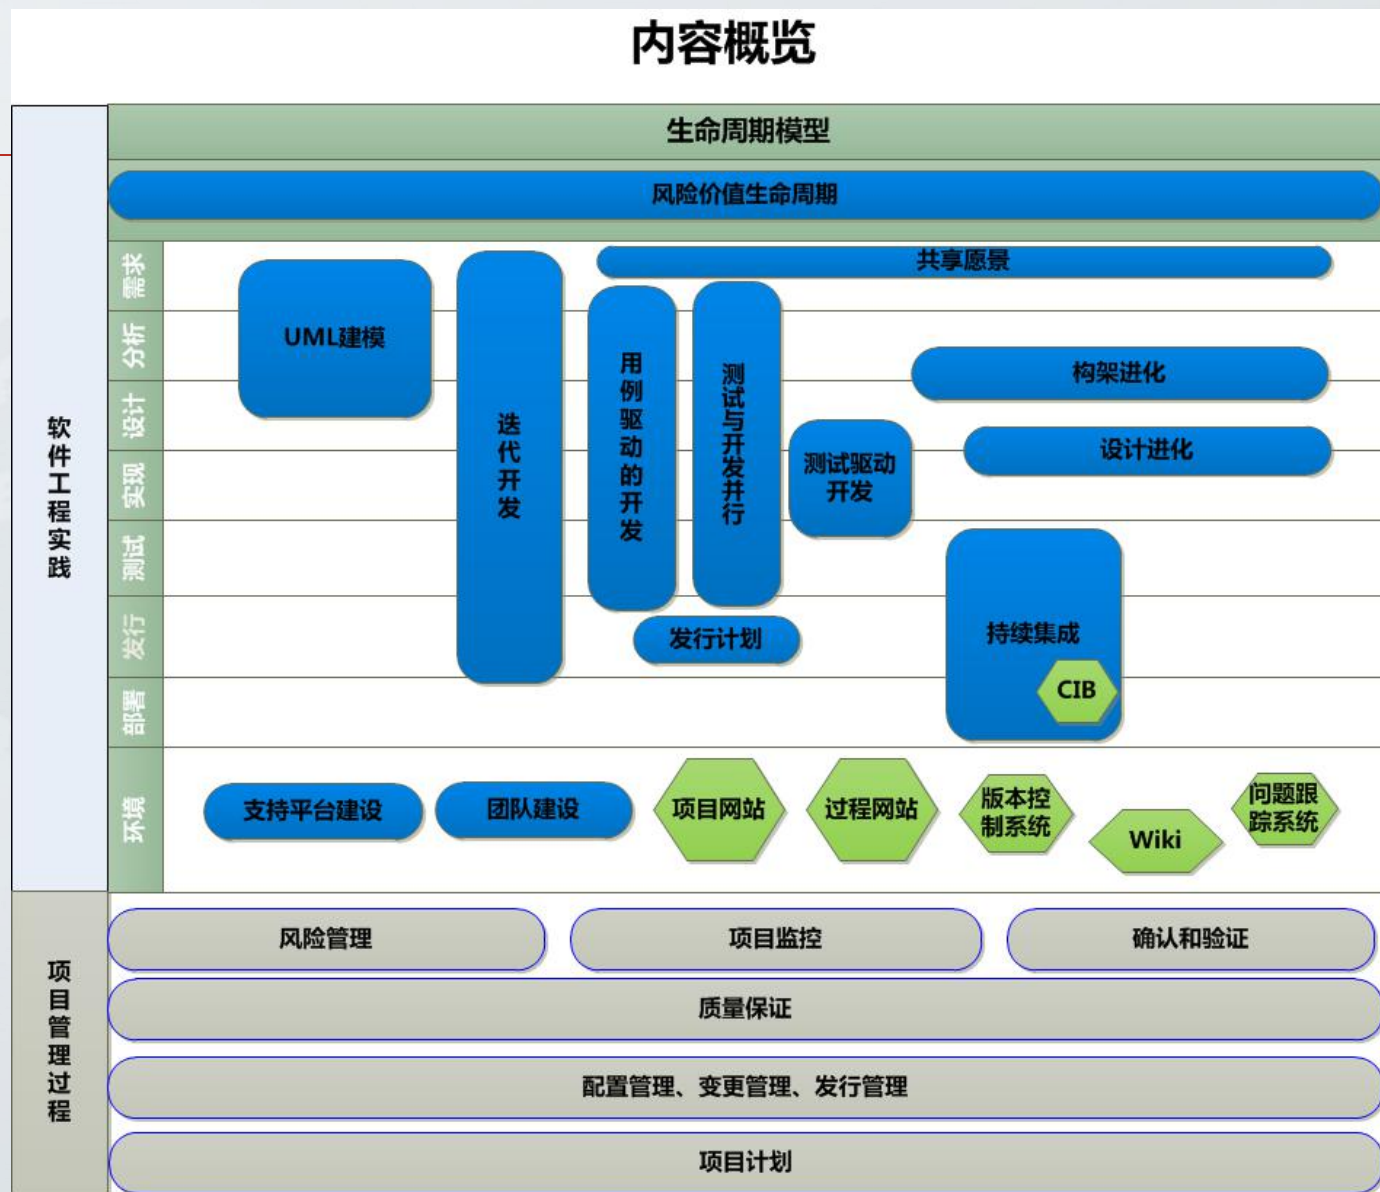 内容概览
生命周期模型
风险价值生命周期
软件工程实践
需求
分析
设计
实现
测试
发行
部署
环境
共享愿景
UML建模
迭代开发
用例驱动的开发
测试与开发并行
测试驱动
开发
构架进化
设计进化
发行计划
持续集成
CIB
支持平台建设
团队建设
项目网站
过程网站
版本控
制系统
Wiki
问题跟
踪系统
项目管理过程
风险管理
项目监控
确认和验证
质量保证
配置管理、变更管理、发行管理
项目计划